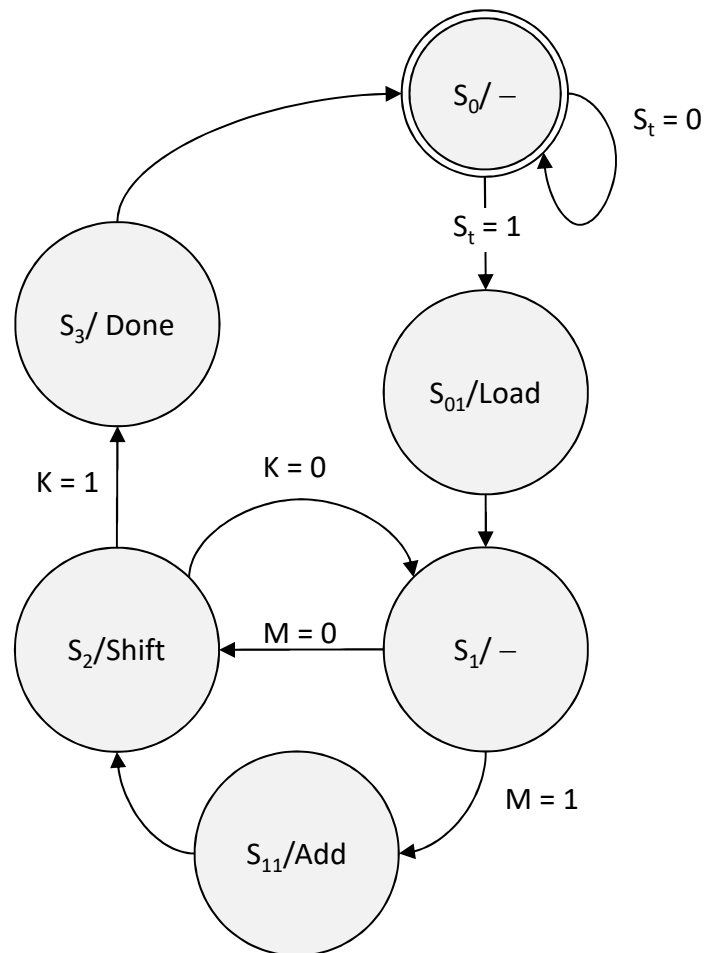 S₀/ –
Sₜ = 0
Sₜ = 1
S₃/ Done
S₀₁/Load
K = 1
K = 0
S₂/Shift
M = 0
S₁/ –
M = 1
S₁₁/Add